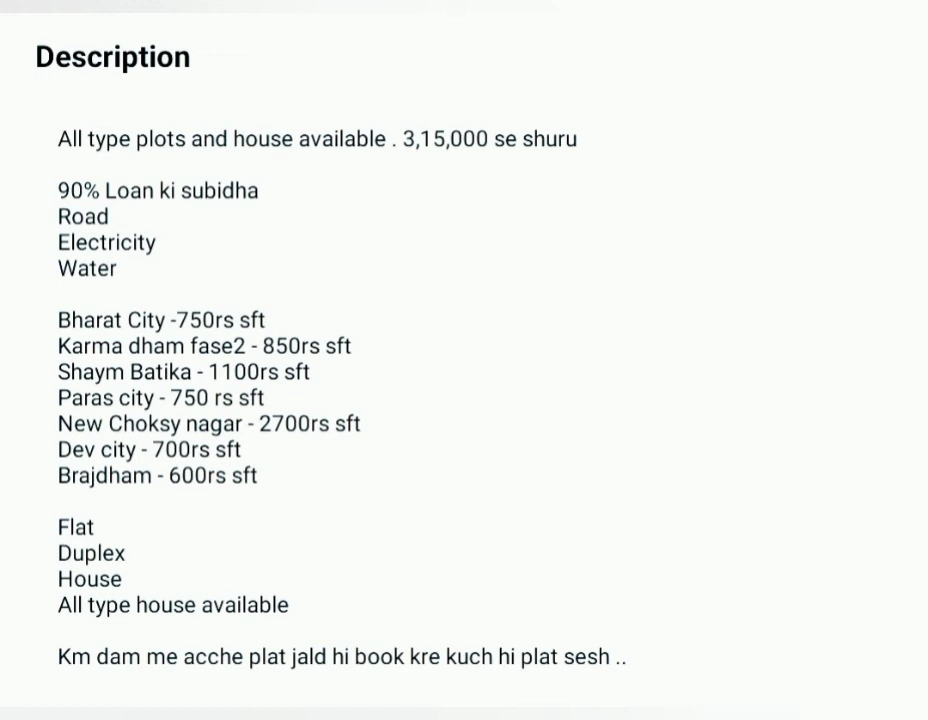 Description
All type plots and house available . 3,15,000 se shuru
90% Loan ki subidha
Road
Electricity
Water
Bharat City -750rs sft
Karma dham fase2 - 850rs sft
Shaym Batika - 1100rs sft
Paras city - 750 rs sft
New Choksy nagar - 2700rs sft
Dev city - 700rs sft
Brajdham - 600rs sft
Flat
Duplex
House
All type house available
Km dam me acche plat jald hi book kre kuch hi plat sesh ..